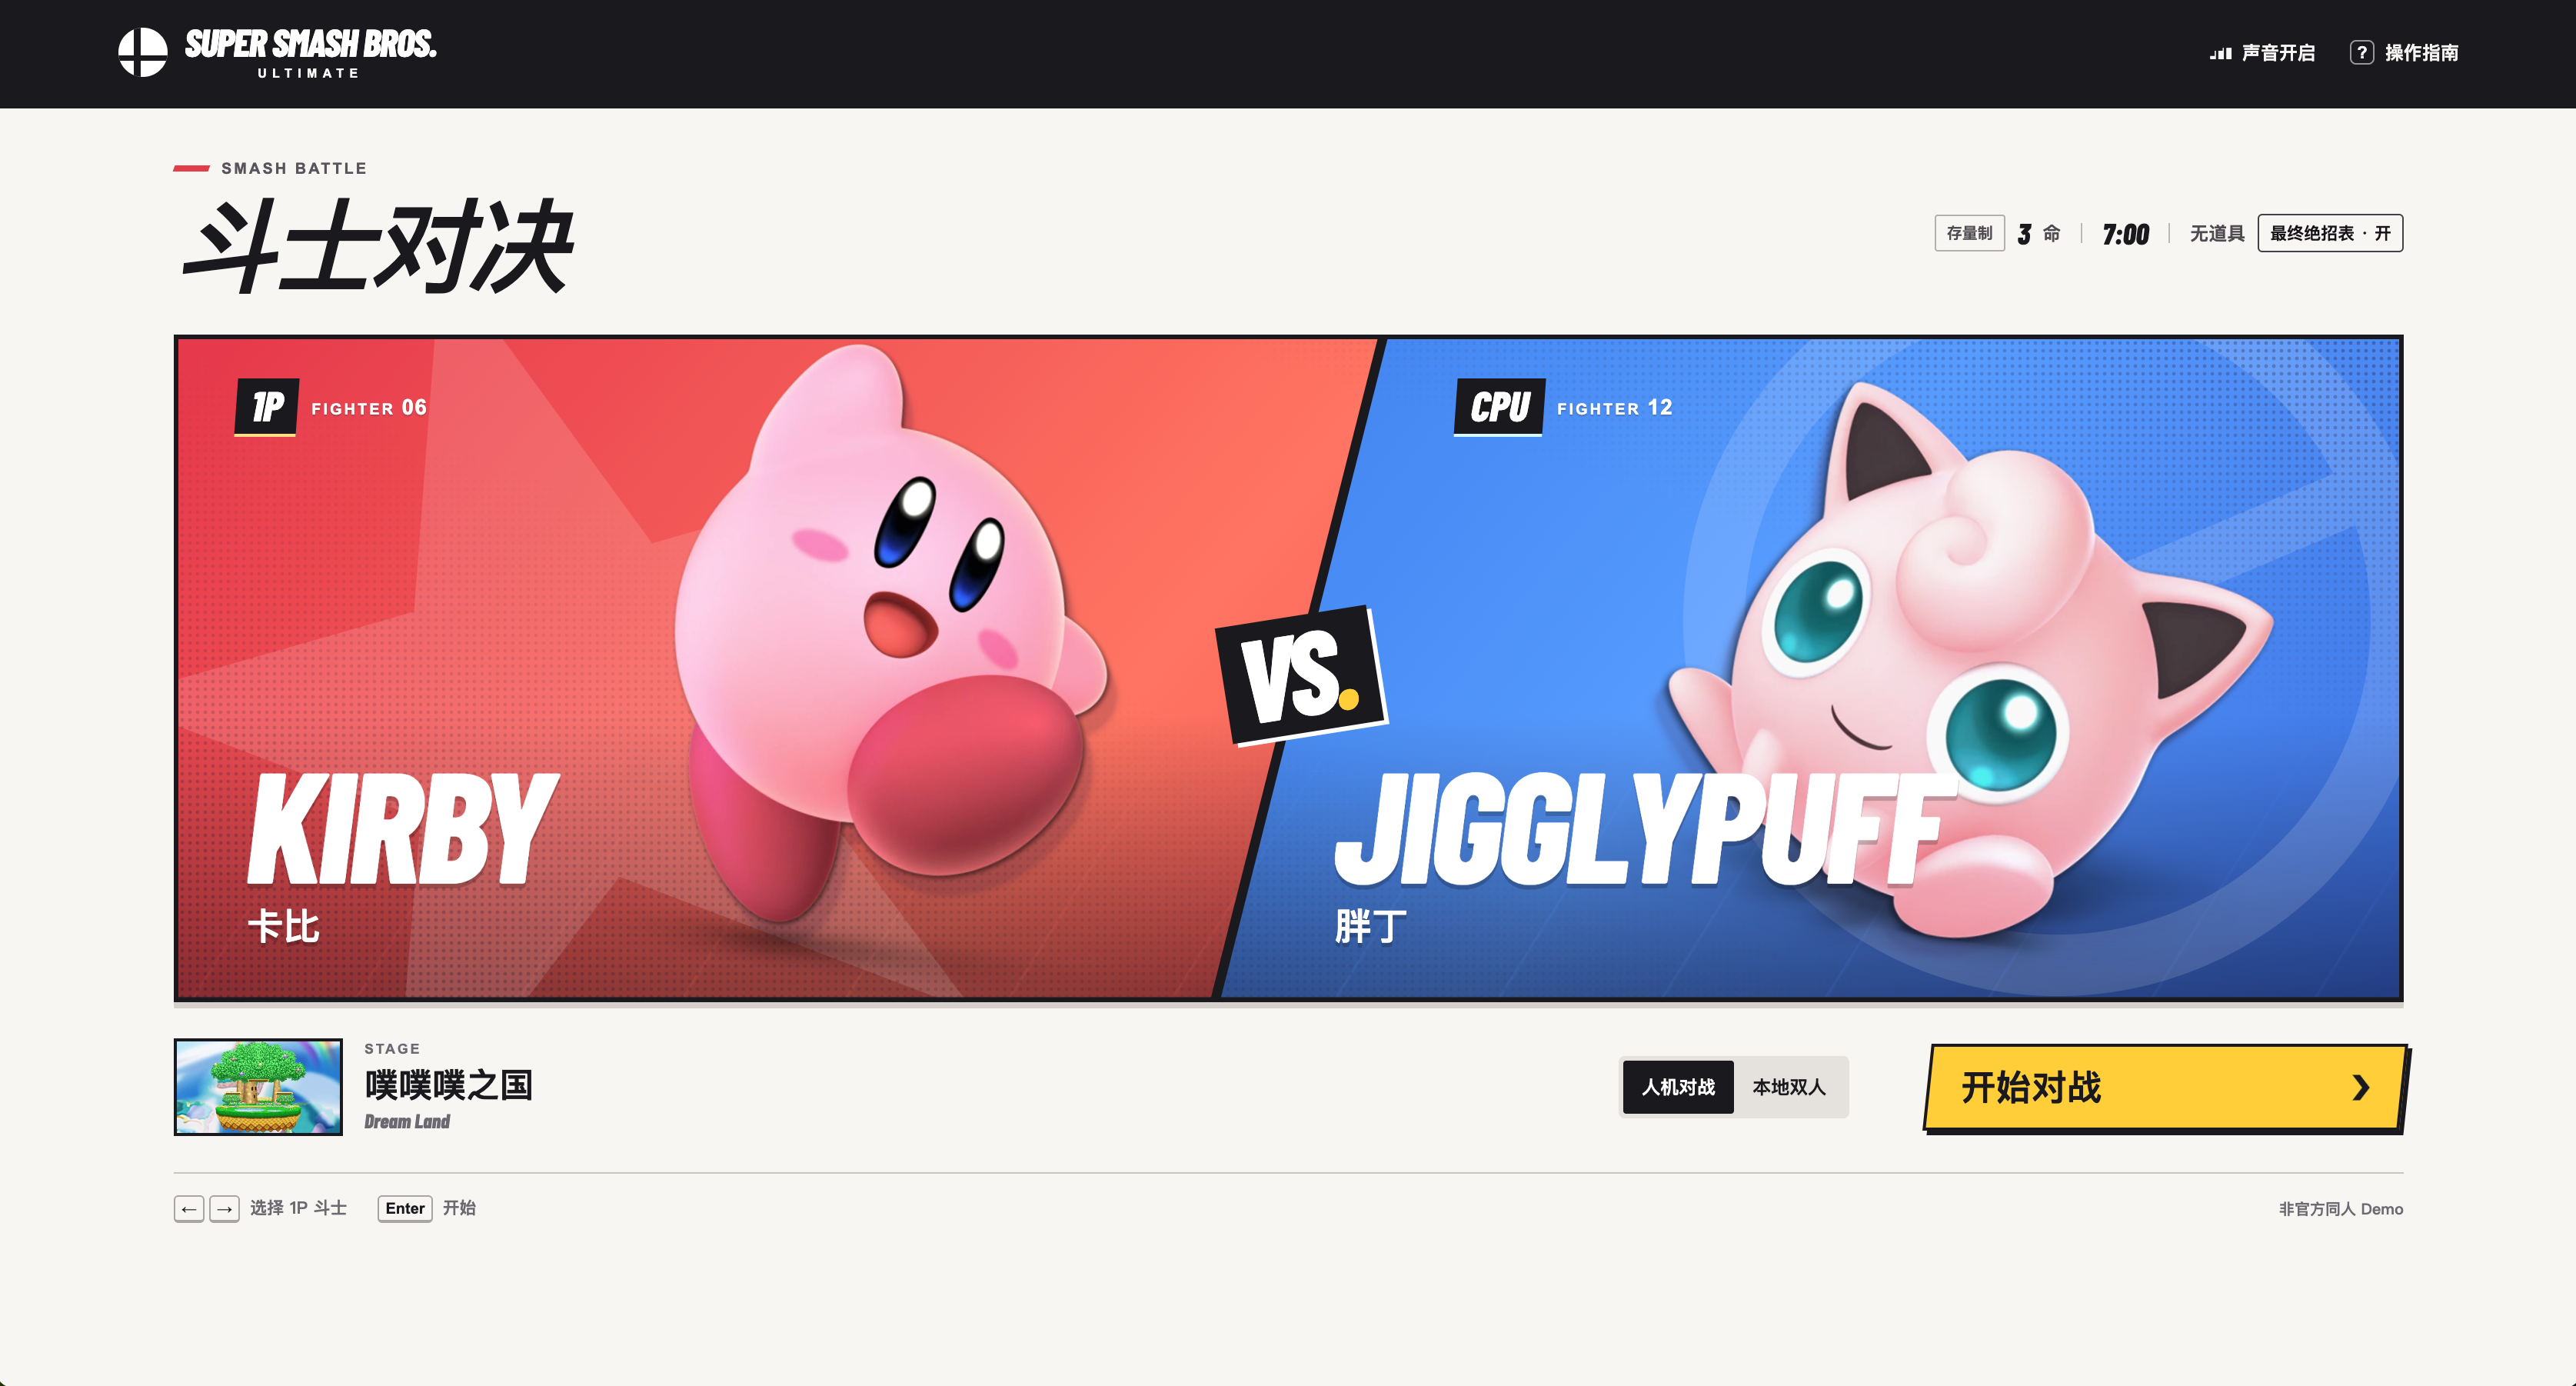 SUPER SMASH BROS.
ULTIMATE
声音开启
? 操作指南
SMASH BATTLE
斗士对决
存量制 3 命 7:00 无道具 最终绝招表 · 开
1P FIGHTER 06
CPU FIGHTER 12
VS.
KIRBY
卡比
JIGGLYPUFF
胖丁
STAGE
噗噗噗之国
Dream Land
人机对战 本地双人
开始对战 ❯
← → 选择 1P 斗士 Enter 开始
非官方同人 Demo